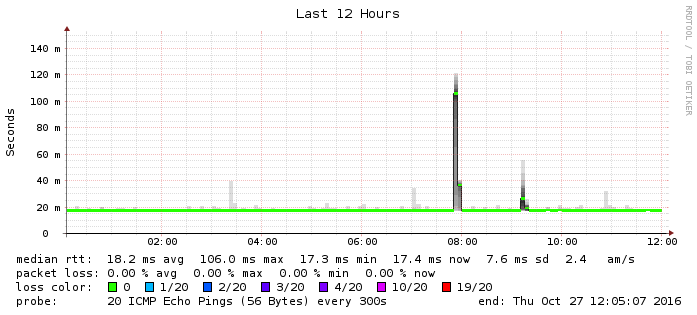 Last 12 Hours
RRDTOOL / TOBI OETIKER
Seconds
140 m
120 m
100 m
80 m
60 m
40 m
20 m
0
02:00 04:00 06:00 08:00 10:00 12:00
median rtt: 18.2 ms avg 106.0 ms max 17.3 ms min 17.4 ms now 7.6 ms sd 2.4 am/s
packet loss: 0.00 % avg 0.00 % max 0.00 % min 0.00 % now
loss color: 0 1/20 2/20 3/20 4/20 10/20 19/20
probe: 20 ICMP Echo Pings (56 Bytes) every 300s end: Thu Oct 27 12:05:07 2016